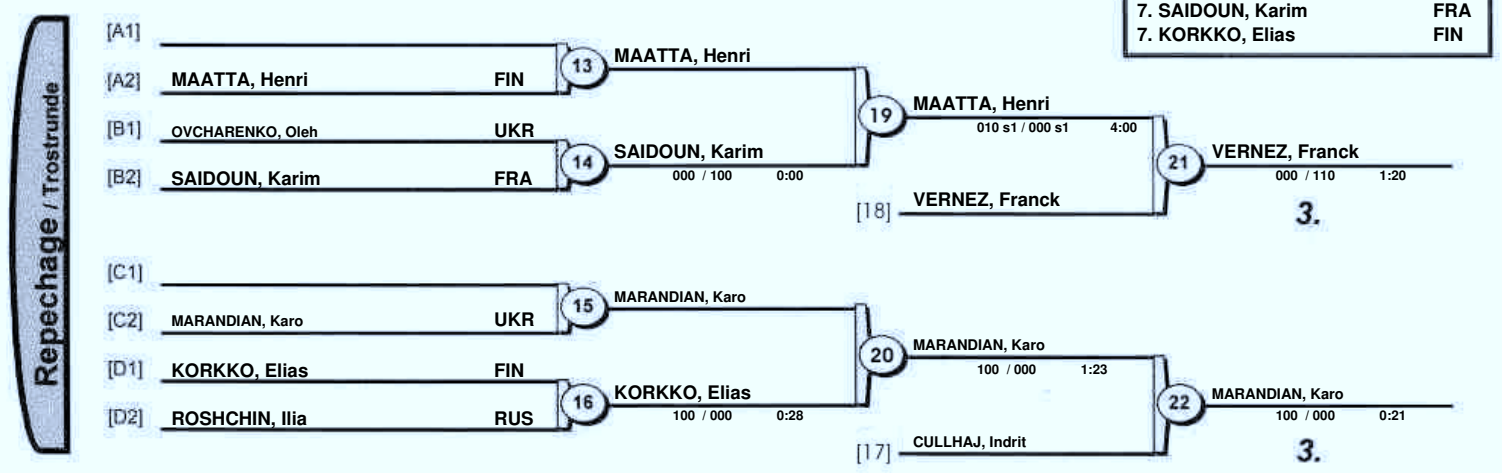 7. SAIDOUN, Karim FRA
7. KORKKO, Elias FIN
Repechage / Trostrunde
[A1]
[A2] MAATTA, Henri FIN
13
MAATTA, Henri
[B1] OVCHARENKO, Oleh UKR
[B2] SAIDOUN, Karim FRA
14
SAIDOUN, Karim
000 / 100 0:00
19
MAATTA, Henri
010 s1 / 000 s1 4:00
[18] VERNEZ, Franck
21
VERNEZ, Franck
000 / 110 1:20
3.
[C1]
[C2] MARANDIAN, Karo UKR
15
MARANDIAN, Karo
[D1] KORKKO, Elias FIN
[D2] ROSHCHIN, Ilia RUS
16
KORKKO, Elias
100 / 000 0:28
20
MARANDIAN, Karo
100 / 000 1:23
[17] CULLHAJ, Indrit
22
MARANDIAN, Karo
100 / 000 0:21
3.